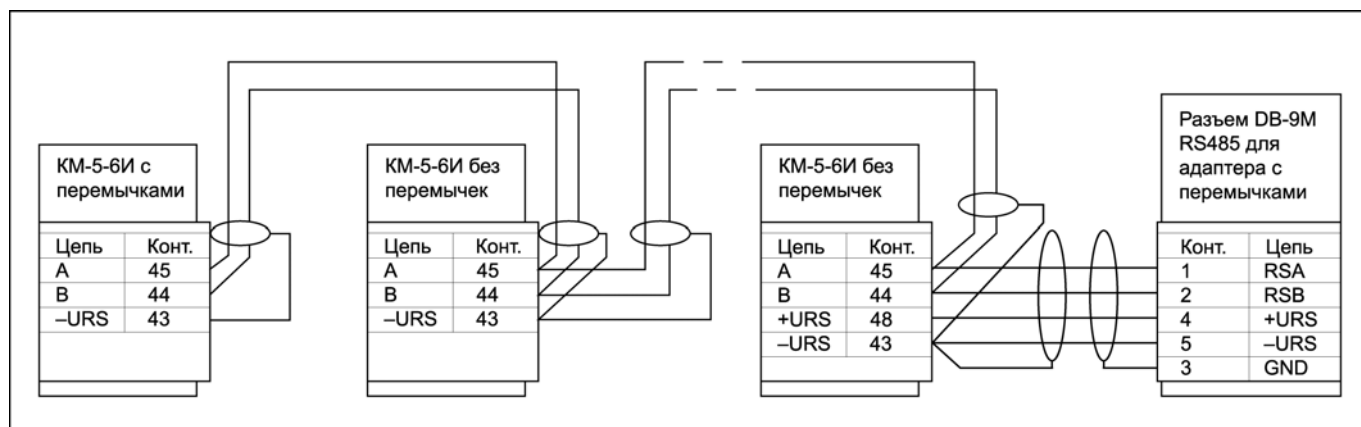 КМ-5-6И с
перемычками
Цепь Конт.
А 45
В 44
–URS 43
КМ-5-6И без
перемычек
Цепь Конт.
А 45
В 44
–URS 43
КМ-5-6И без
перемычек
Цепь Конт.
А 45
В 44
+URS 48
–URS 43
Разъем DB-9M
RS485 для
адаптера с
перемычками
Конт. Цепь
1 RSA
2 RSB
4 +URS
5 –URS
3 GND